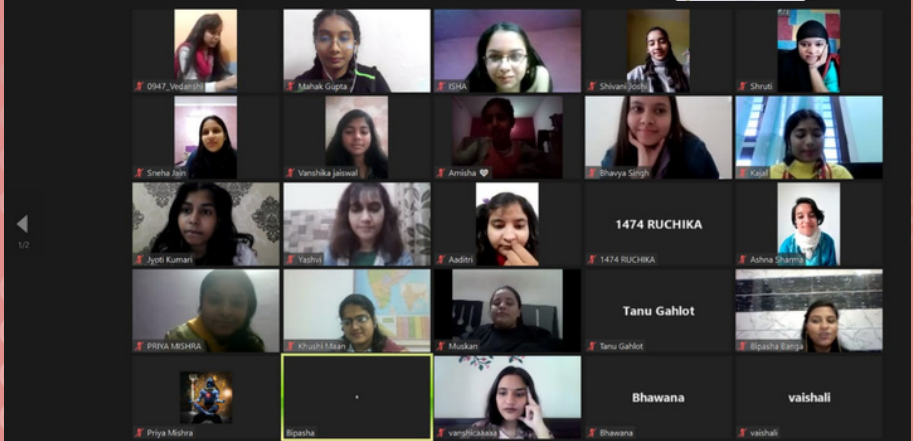 0947_Vedanshi
Mahak Gupta
ISHA
Shivani Joshi
Shruti
Sneha Jain
Vanshika jaiswal
Amisha
Bhavya Singh
Kajal
1/2
Jyoti Kumari
Yashvi
Aaditri
1474 RUCHIKA
1474 RUCHIKA
Ashna Sharma
PRIYA MISHRA
Khushi Maan
Muskan
Tanu Gahlot
Tanu Gahlot
Bipasha Banga
Priya Mishra
Bipasha
vanshicaaaaa
Bhawana
Bhawana
vaishali
vaishali